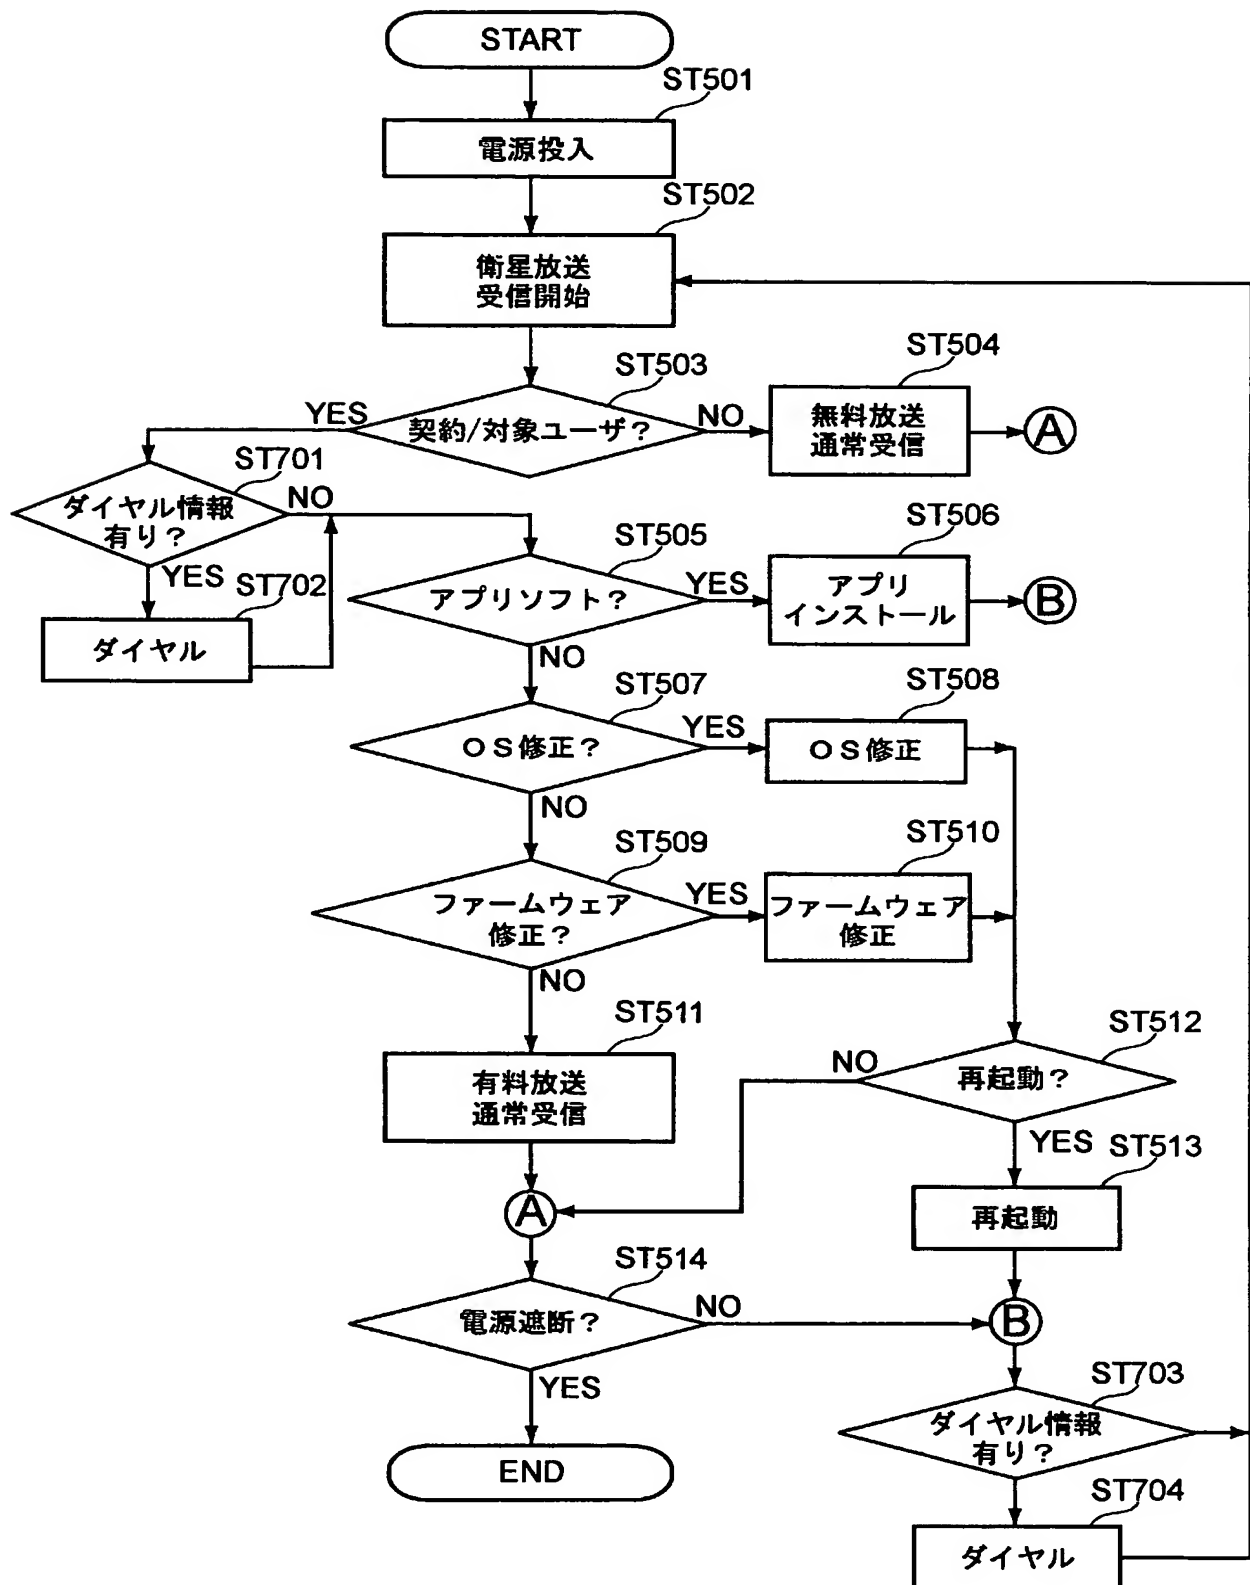 START
ST501
電源投入
ST502
衛星放送
受信開始
ST503
契約/対象ユーザ?
YES
NO
ST504
無料放送
通常受信
A
ST701
ダイヤル情報
有り?
NO
YES
ST702
ダイヤル
ST505
アプリソフト?
YES
NO
ST506
アプリ
インストール
B
ST507
OS修正?
YES
NO
ST508
OS修正
ST509
ファームウェア
修正?
YES
NO
ST510
ファームウェア
修正
ST511
有料放送
通常受信
ST512
再起動?
NO
YES
ST513
再起動
A
ST514
電源遮断?
NO
YES
B
END
ST703
ダイヤル情報
有り?
ST704
ダイヤル